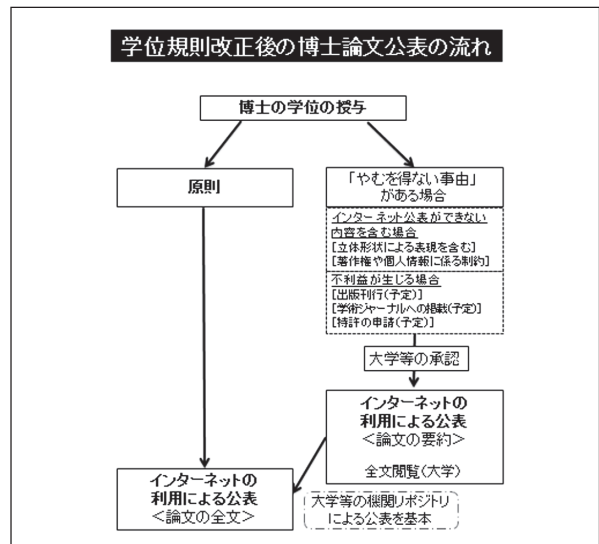 学位規則改正後の博士論文公表の流れ
博士の学位の授与
原則
「やむを得ない事由」
がある場合
インターネット公表ができない
内容を含む場合
[立体形状による表現を含む]
[著作権や個人情報に係る制約]
不利益が生じる場合
[出版刊行(予定)]
[学術ジャーナルへの掲載(予定)]
[特許の申請(予定)]
大学等の承認
インターネットの
利用による公表
<論文の要約>
全文閲覧(大学)
インターネットの
利用による公表
<論文の全文>
大学等の機関リポジトリ
による公表を基本